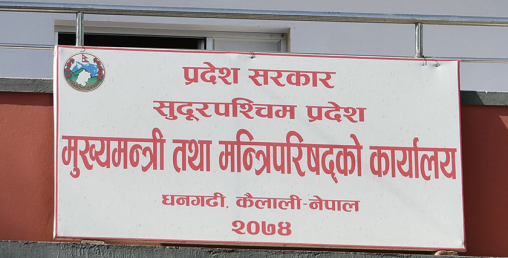 प्रदेश सरकार
सुदूरपश्चिम प्रदेश
मुख्यमन्त्री तथा मन्त्रिपरिषद्को कार्यालय
धनगढी, कैलाली-नेपाल
२०७४